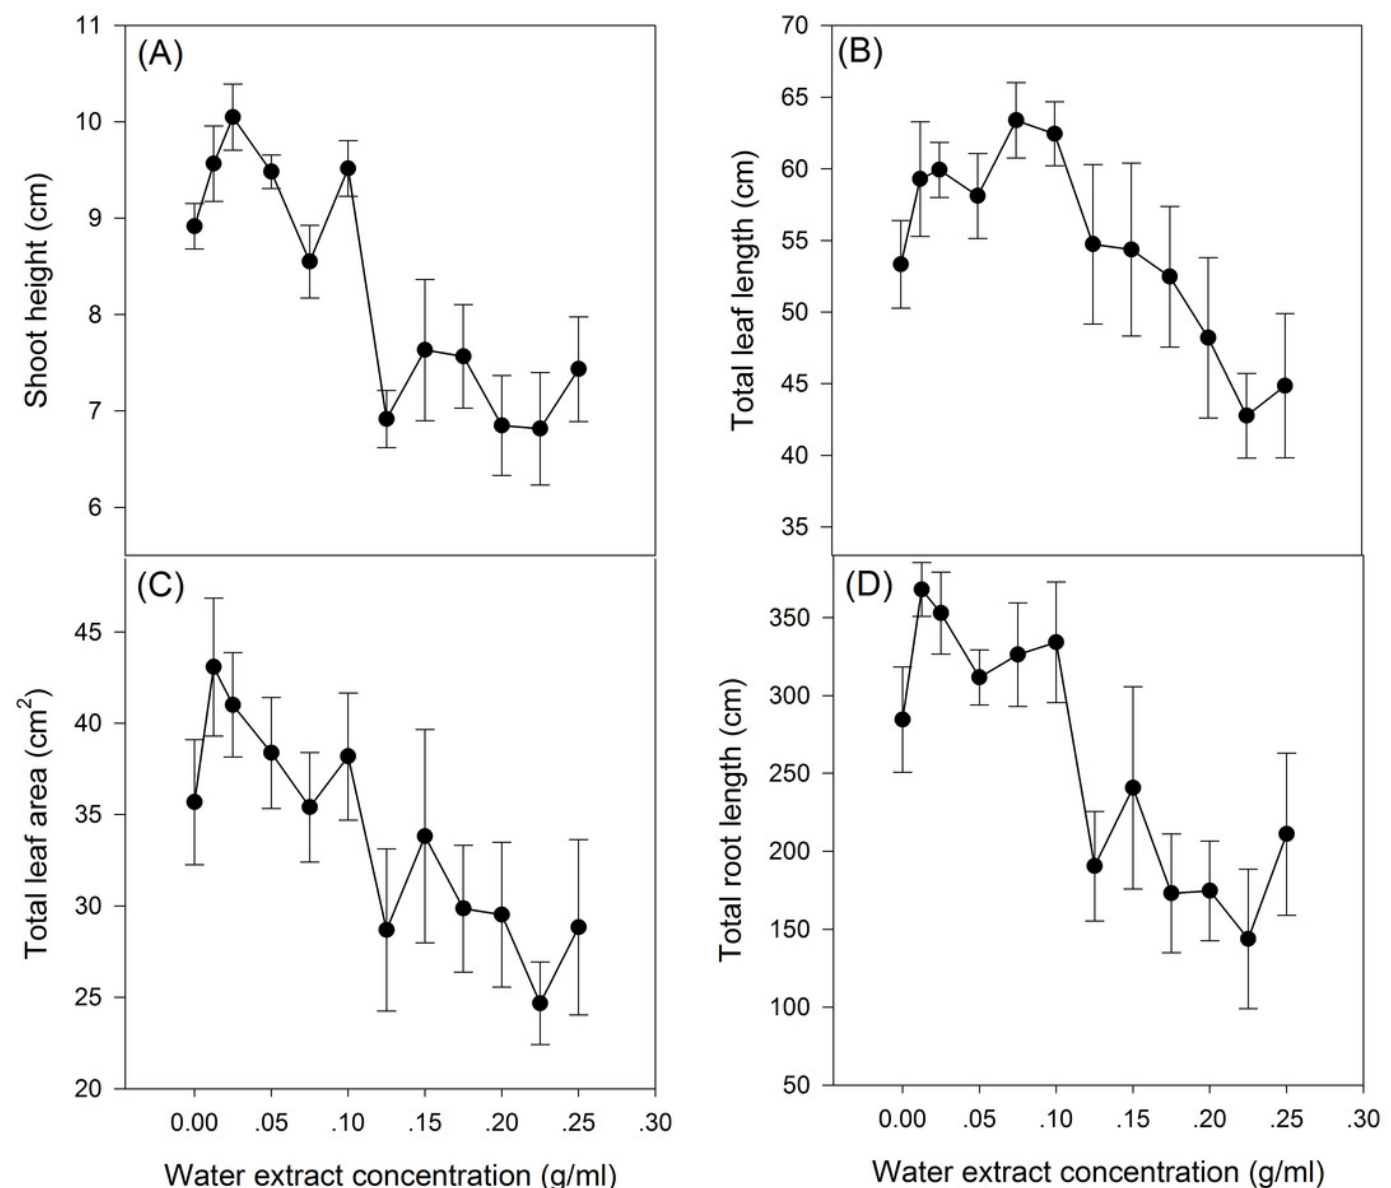 (A)
11
10
9
8
7
6
Shoot height (cm)
(B)
70
65
60
55
50
45
40
35
Total leaf length (cm)
(C)
45
40
35
30
25
20
Total leaf area (cm²)
0.00 .05 .10 .15 .20 .25 .30
Water extract concentration (g/ml)
(D)
350
300
250
200
150
100
50
Total root length (cm)
0.00 .05 .10 .15 .20 .25 .30
Water extract concentration (g/ml)